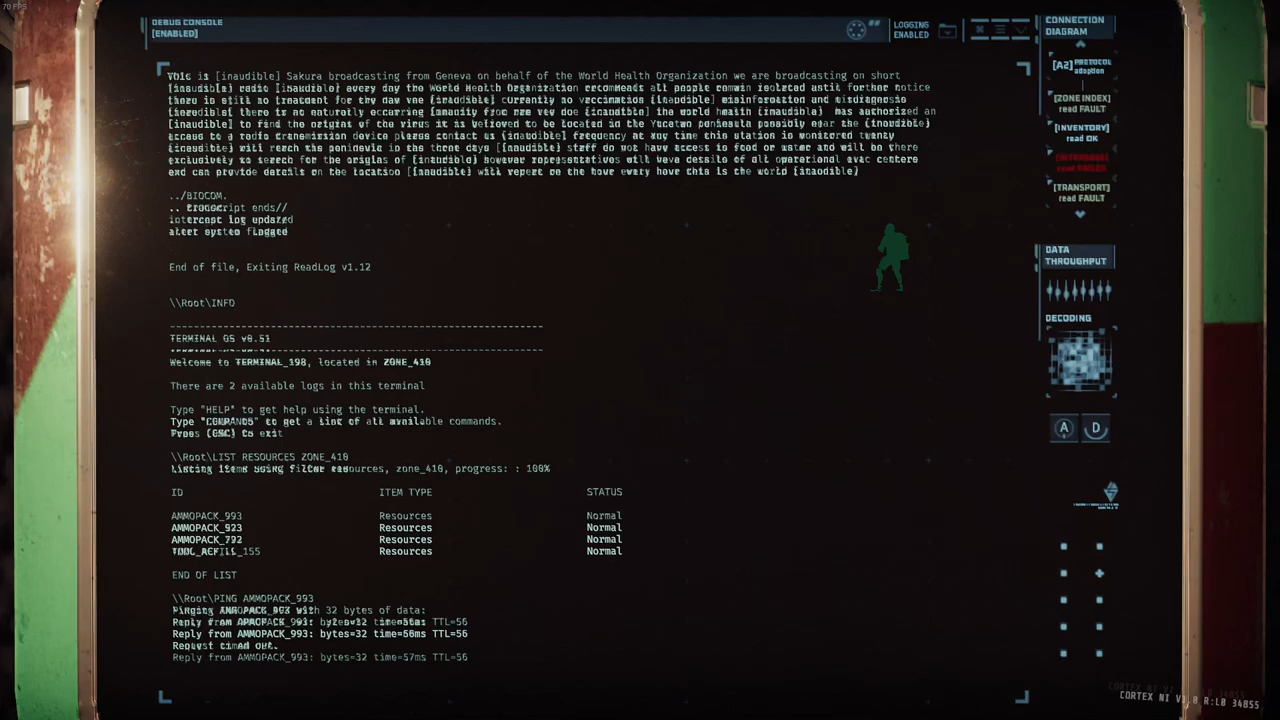 70 FPS
DEBUG CONSOLE
[ENABLED]
LOGGING
ENABLED
CONNECTION
DIAGRAM
This is [inaudible] Sakura broadcasting from Geneva on behalf of the World Health Organization we are broadcasting on short
[inaudible] radio [inaudible] every day the World Health Organization recommends all people remain isolated until further notice
there is still no treatment for the [inaudible] currently no vaccination [inaudible] misinformation and misdiagnosis
[inaudible] there is no naturally occurring immunity from [inaudible] the world health [inaudible] has authorized an
[inaudible] to find the origins of the virus it is believed to be located in the Yucatan peninsula possibly near the [inaudible]
access to a radio transmission device please contact us [inaudible] frequency at any time this station is monitored twenty
[inaudible] will reach the peninsula in three days [inaudible] staff do not have access to food or water and will be there
exclusively to search for the origins of [inaudible] however representatives will have details of all operational evac centers
and can provide details on the location [inaudible] will repeat on the hour every hour this is the world [inaudible]
../BIOCOM.
.. transcript ends//
intercept log updated
alter system flagged
End of file, Exiting ReadLog v1.12
\\Root\INFO
TERMINAL OS v0.51
Welcome to TERMINAL_198, located in ZONE_410
There are 2 available logs in this terminal
Type "HELP" to get help using the terminal.
Type "COMMANDS" to get a list of all available commands.
Press [ESC] to exit
\\Root\LIST RESOURCES ZONE_410
Listing items using filter resources, zone_410, progress: : 100%
ID ITEM TYPE STATUS
AMMOPACK_993 Resources Normal
AMMOPACK_523 Resources Normal
AMMOPACK_792 Resources Normal
TOOL_REFILL_155 Resources Normal
END OF LIST
\\Root\PING AMMOPACK_993
Pinging AMMOPACK_993 with 32 bytes of data:
Reply from AMMOPACK_993: bytes=32 TTL=56
Reply from AMMOPACK_993: bytes=32 time=56ms TTL=56
Request timed out.
Reply from AMMOPACK_993: bytes=32 time=57ms TTL=56
[A2] PROTOCOL
adoption
[ZONE INDEX]
read FAULT
[INVENTORY]
read OK
read FAILED
[TRANSPORT]
read FAULT
DATA
THROUGHPUT
DECODING
A D
CORTEX NI V1.0 R:L0 34855